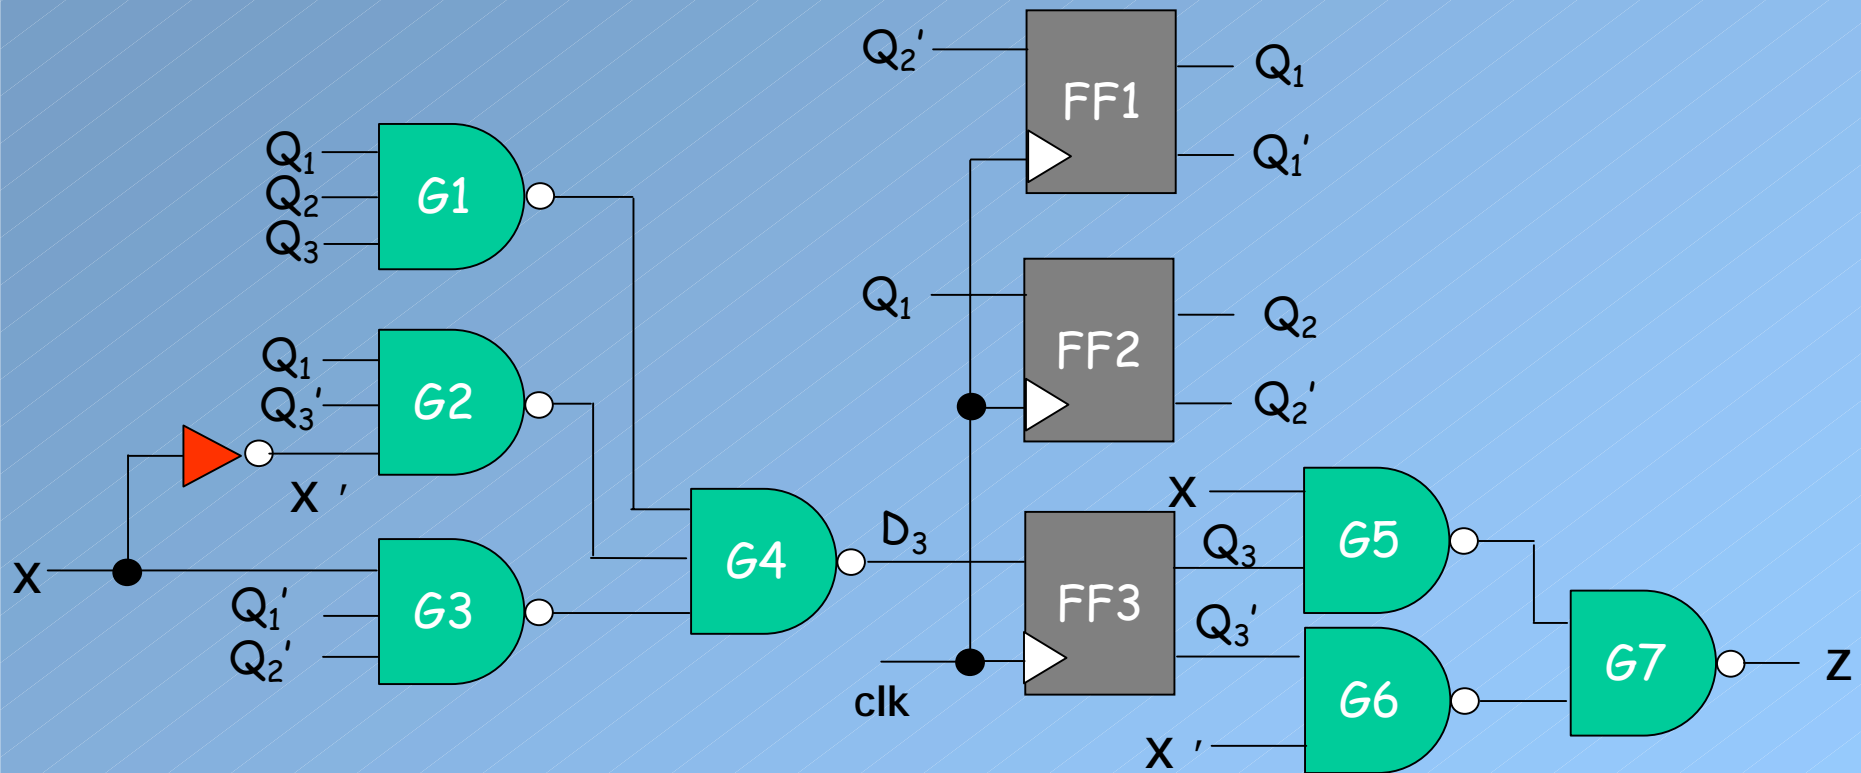 Q₂' FF1 Q₁
Q₁'
Q₁ G1
Q₂
Q₃
Q₁ FF2 Q₂
Q₂'
Q₁ G2
Q₃'
X '
X G3
Q₁'
Q₂'
G4 D₃ FF3
clk
X G5
Q₃
Q₃' G6
X '
G7 Z